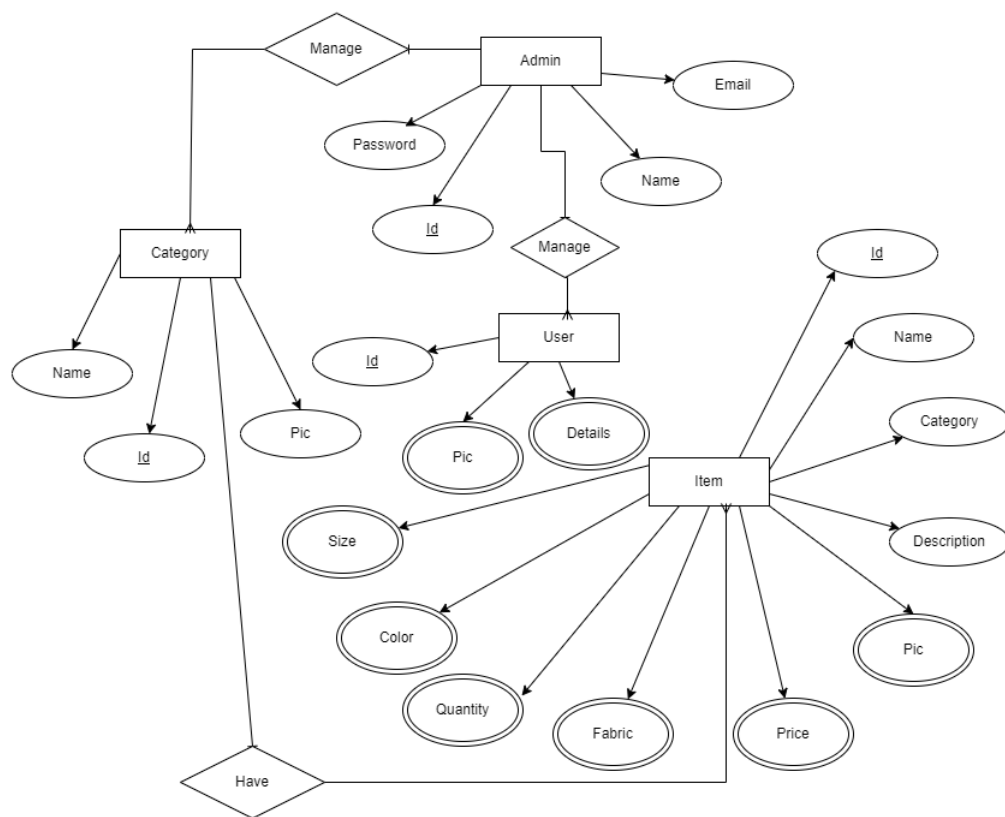 Manage
Admin
Email
Password
Name
Id
Manage
Category
Id
User
Name
Id
Name
Details
Category
Pic
Pic
Id
Item
Size
Description
Color
Pic
Quantity
Fabric
Price
Have